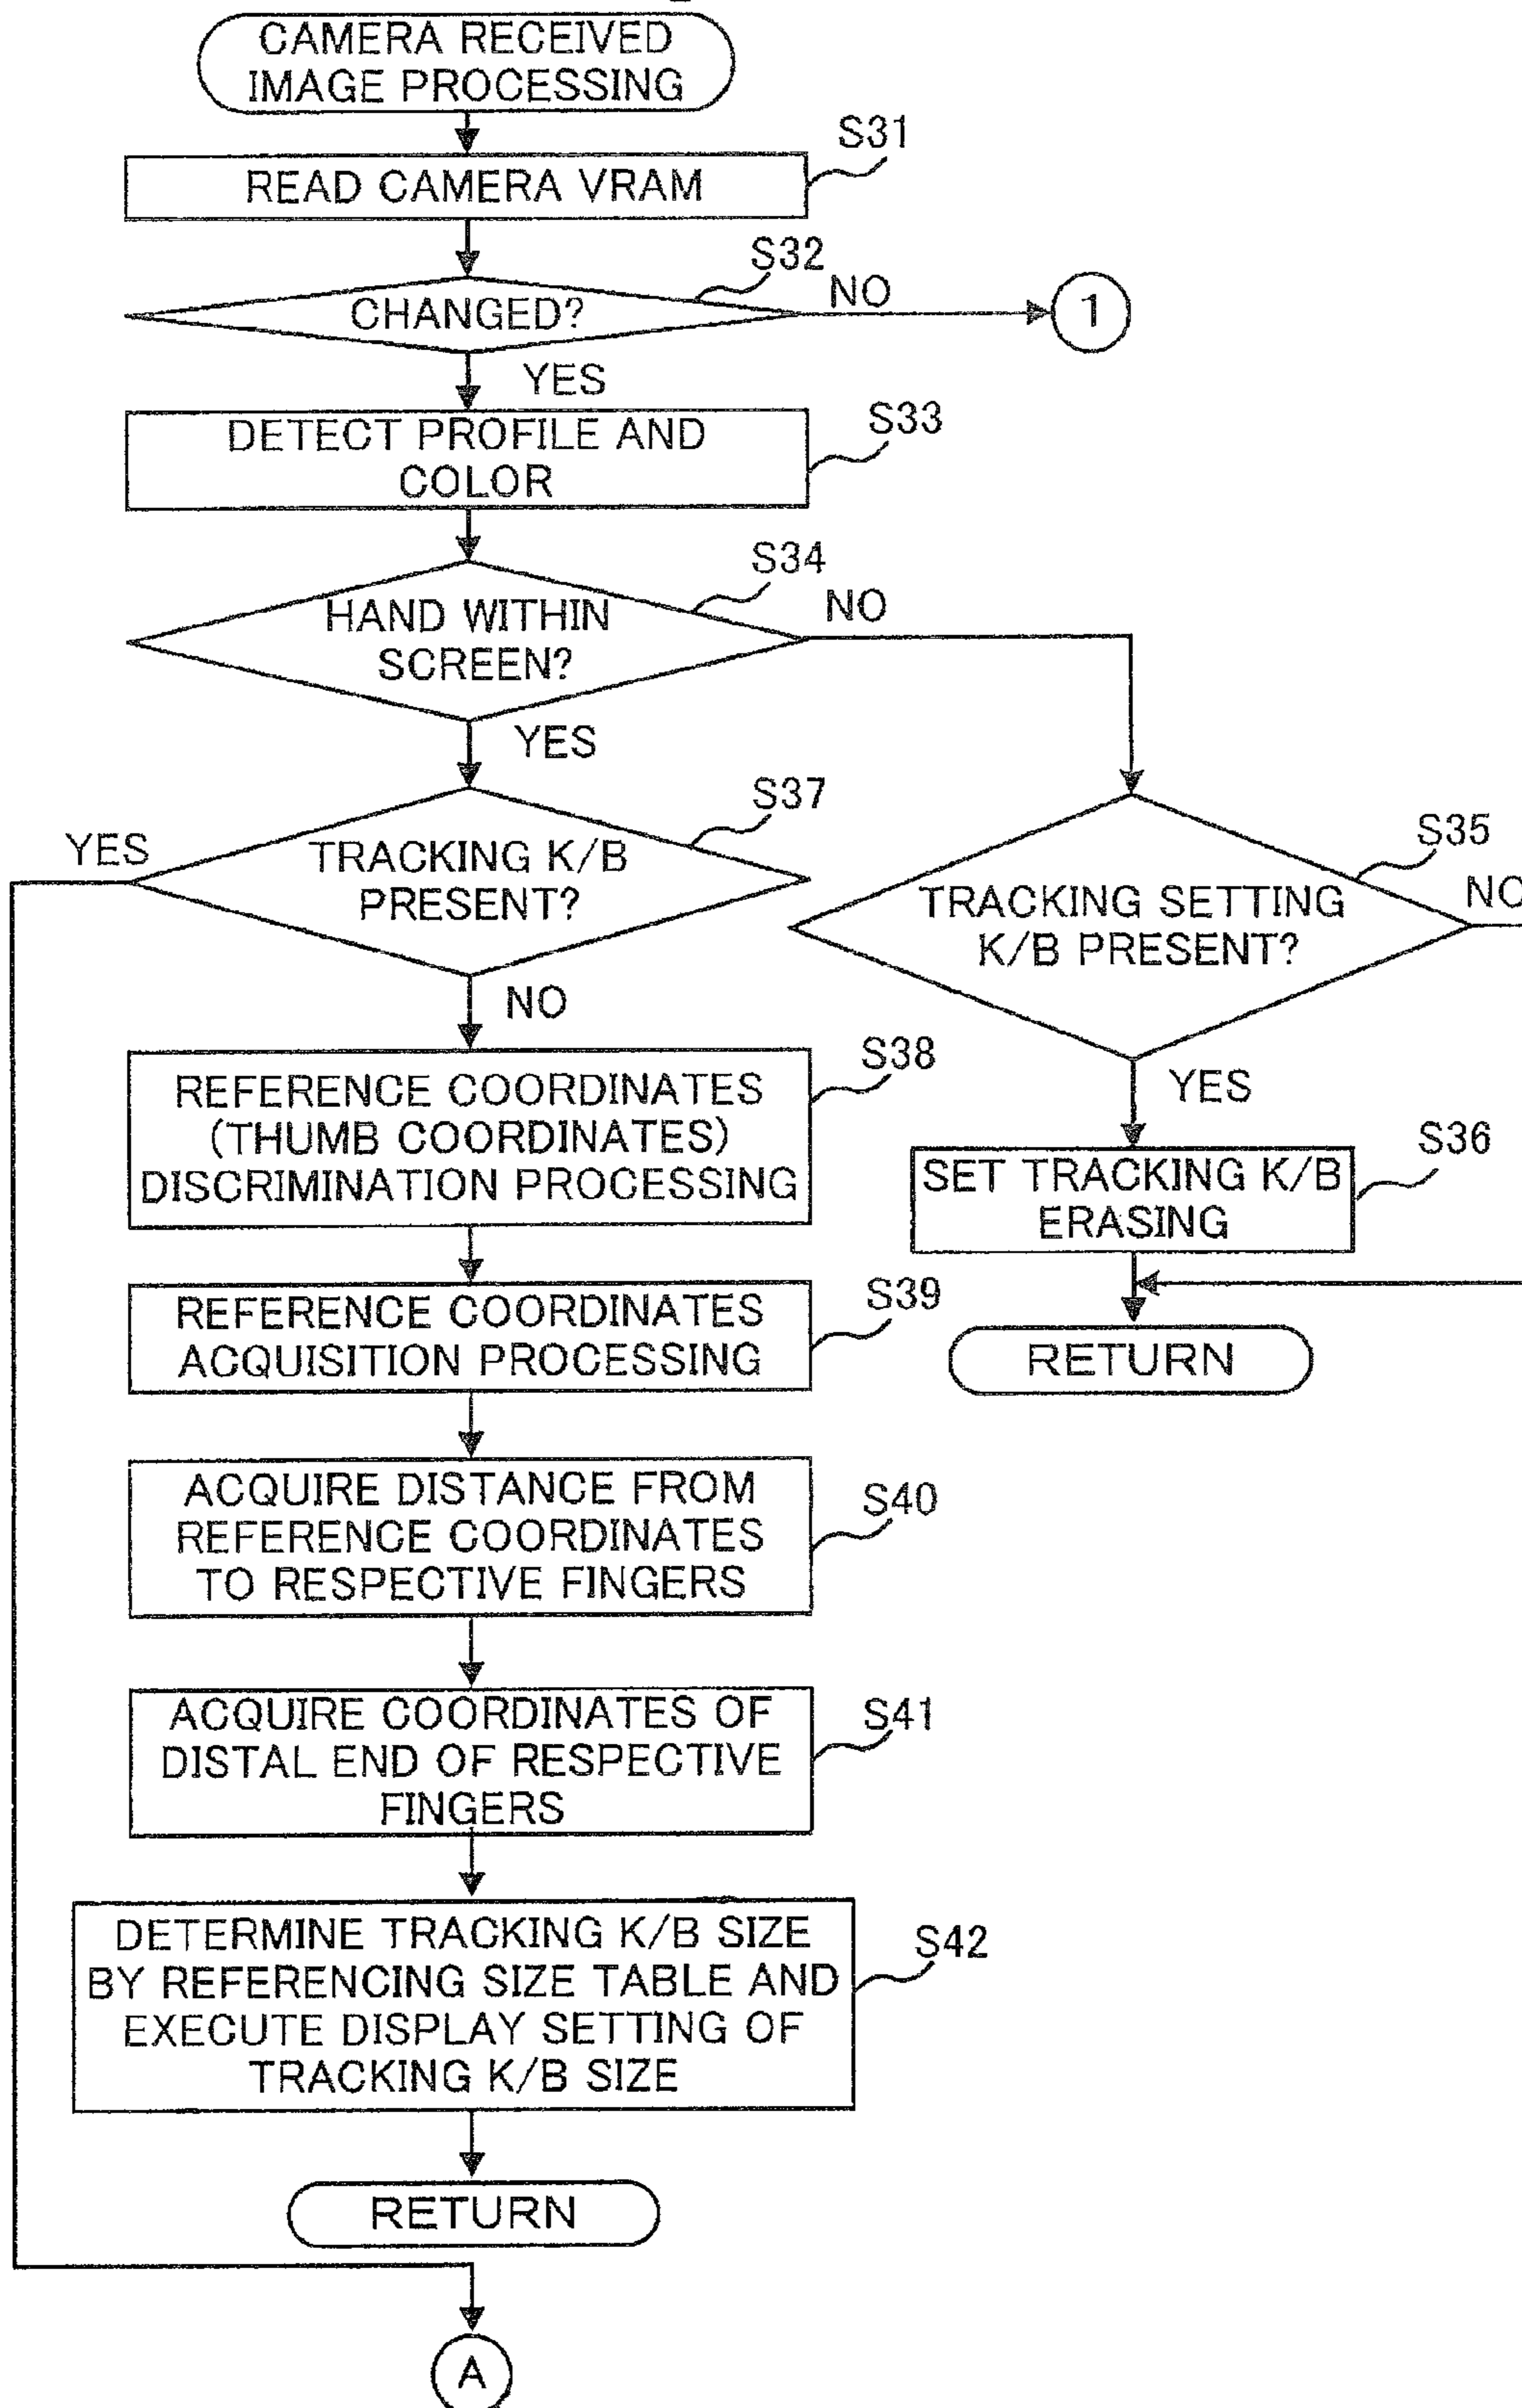 CAMERA RECEIVED
IMAGE PROCESSING
S31
READ CAMERA VRAM
S32
CHANGED?
NO
1
YES
S33
DETECT PROFILE AND
COLOR
S34
HAND WITHIN
SCREEN?
NO
YES
S37
TRACKING K/B
PRESENT?
YES
NO
S35
TRACKING SETTING
K/B PRESENT?
NO
YES
S36
SET TRACKING K/B
ERASING
RETURN
S38
REFERENCE COORDINATES
(THUMB COORDINATES)
DISCRIMINATION PROCESSING
S39
REFERENCE COORDINATES
ACQUISITION PROCESSING
S40
ACQUIRE DISTANCE FROM
REFERENCE COORDINATES
TO RESPECTIVE FINGERS
S41
ACQUIRE COORDINATES OF
DISTAL END OF RESPECTIVE
FINGERS
S42
DETERMINE TRACKING K/B SIZE
BY REFERENCING SIZE TABLE AND
EXECUTE DISPLAY SETTING OF
TRACKING K/B SIZE
RETURN
A